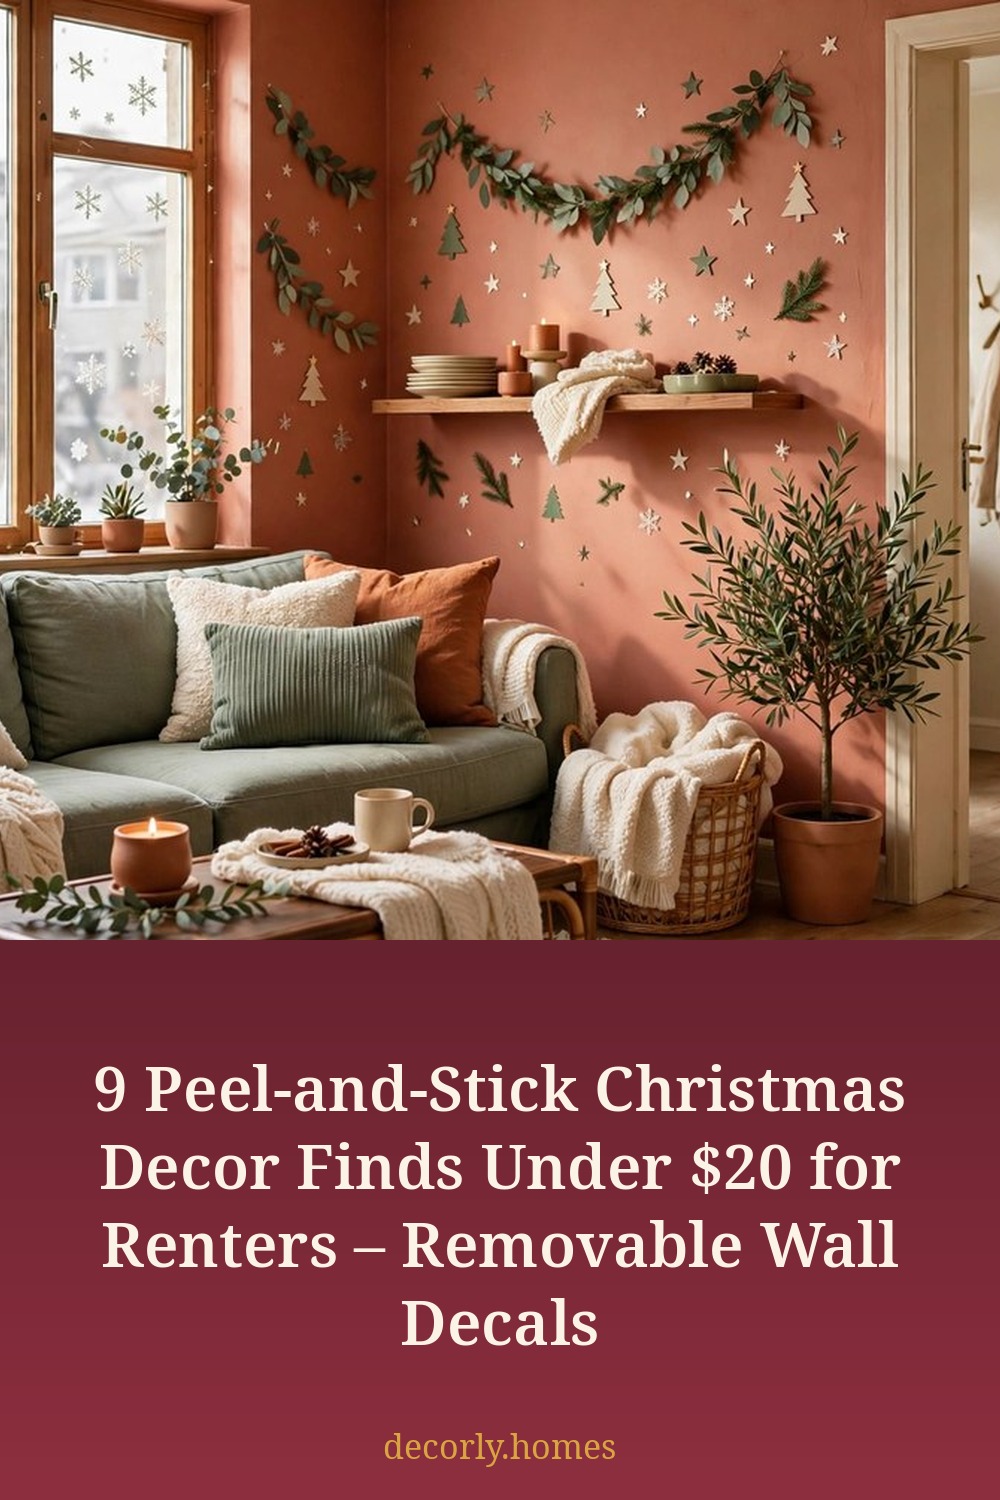 9 Peel-and-Stick Christmas
Decor Finds Under $20 for
Renters – Removable Wall
Decals
decorly.homes